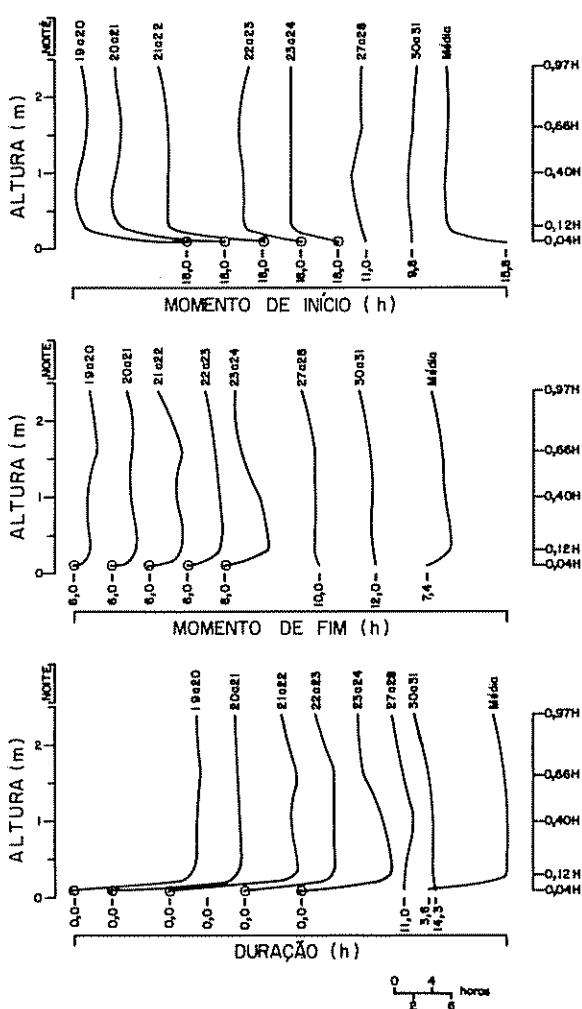 NOITE 19a20 20a21 21a22 22a23 23a24 27a28 30a31 Média
ALTURA (m)
2
1
0
0,97H
0,66H
0,40H
0,12H
0,04H
18,0 18,0 18,0 18,0 18,0 11,0 9,8 15,8
MOMENTO DE INÍCIO (h)
NOITE 19a20 20a21 21a22 22a23 23a24 27a28 30a31 Média
ALTURA (m)
2
1
0
0,97H
0,66H
0,40H
0,12H
0,04H
6,0 6,0 6,0 6,0 6,0 10,0 12,0 7,4
MOMENTO DE FIM (h)
NOITE 19a20 20a21 21a22 22a23 23a24 27a28 30a31 Média
ALTURA (m)
2
1
0
0,97H
0,66H
0,40H
0,12H
0,04H
0,0 0,0 0,0 0,0 0,0 0,0 11,0 3,6 14,3
DURAÇÃO (h)
0 4 horas
2 6